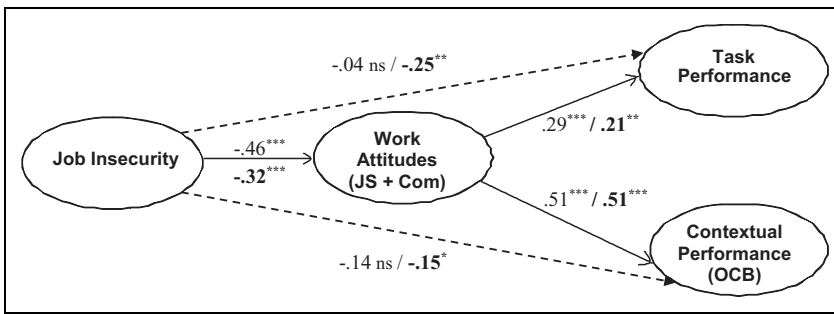 -.04 ns / -.25**
Task
Performance
Job Insecurity
-.46***
-.32***
Work
Attitudes
(JS + Com)
.29***/ .21**
.51***/ .51***
Contextual
Performance
(OCB)
-.14 ns / -.15*